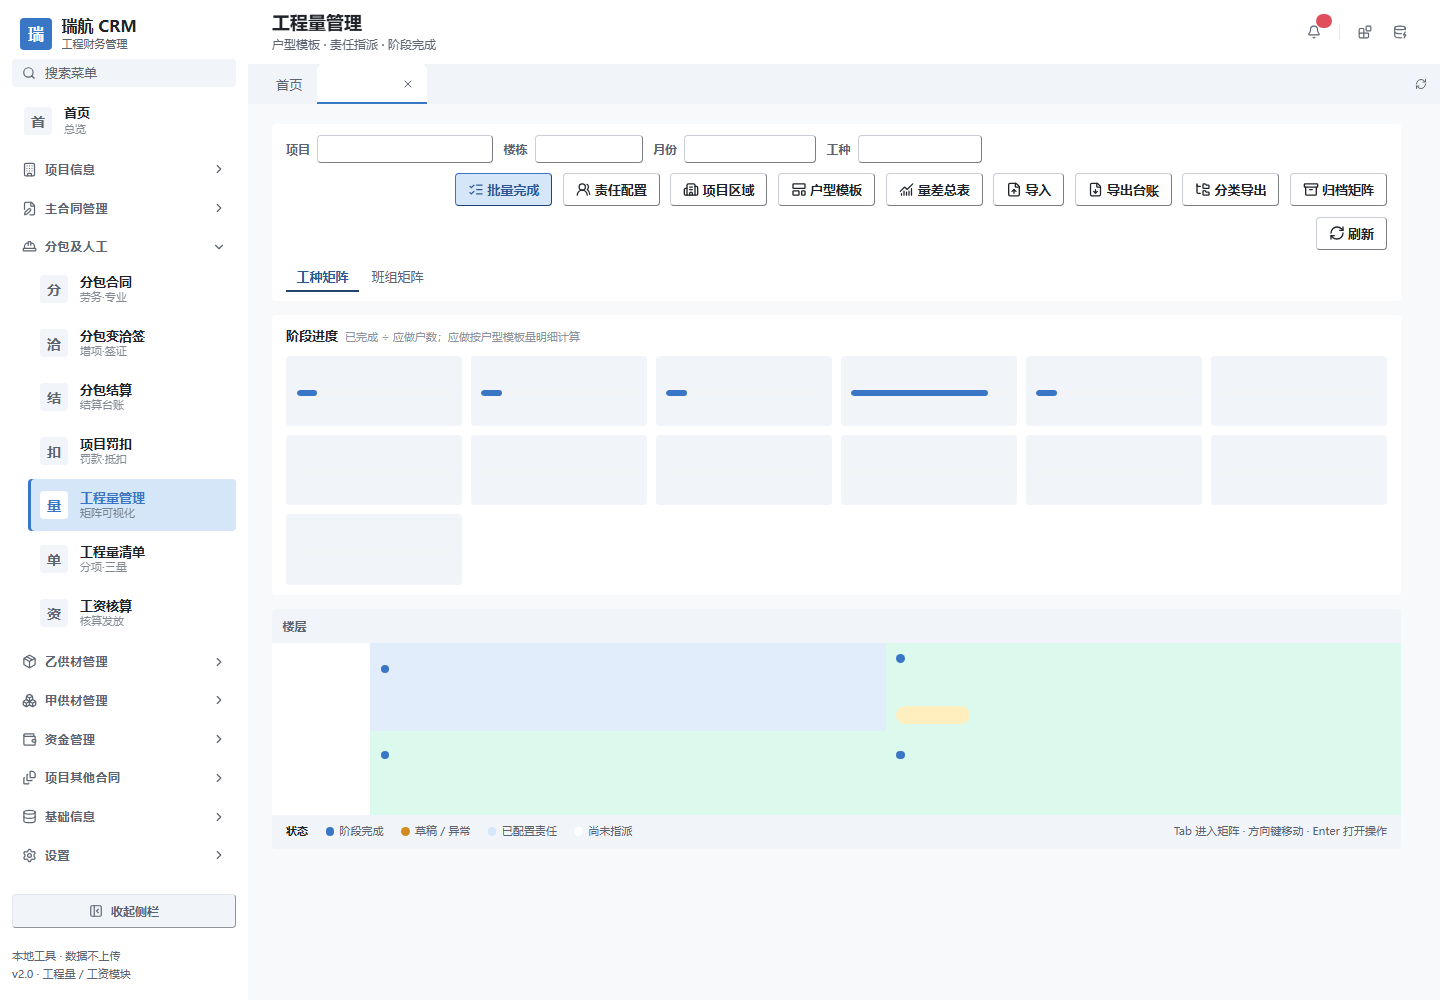 瑞
瑞航 CRM
工程财务管理
搜索菜单
首
首页
总览
项目信息
主合同管理
分包及人工
分
分包合同
劳务·专业
洽
分包变洽签
增项·签证
结
分包结算
结算台账
扣
项目罚扣
罚款·抵扣
量
工程量管理
矩阵可视化
单
工程量清单
分项·三量
资
工资核算
核算发放
乙供材管理
甲供材管理
资金管理
项目其他合同
基础信息
设置
收起侧栏
本地工具 · 数据不上传
v2.0 · 工程量 / 工资模块
工程量管理
户型模板 · 责任指派 · 阶段完成
首页
项目
楼栋
月份
工种
批量完成
责任配置
项目区域
户型模板
量差总表
导入
导出台账
分类导出
归档矩阵
刷新
工种矩阵
班组矩阵
阶段进度 已完成 ÷ 应做户数；应做按户型模板量明细计算
楼层
状态
阶段完成
草稿 / 异常
已配置责任
尚未指派
Tab 进入矩阵 · 方向键移动 · Enter 打开操作